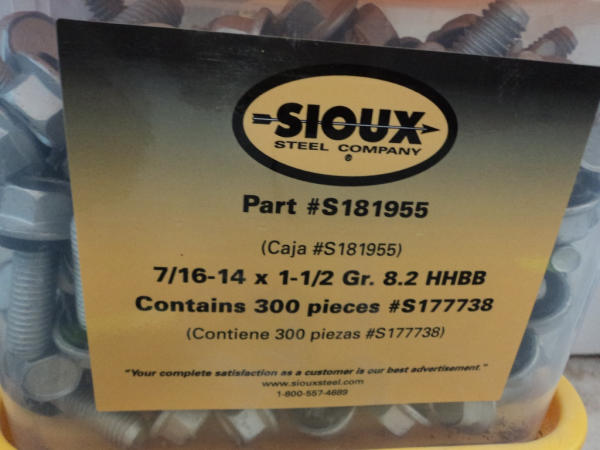 SIOUX
STEEL COMPANY
®
Part #S181955
(Caja #S181955)
7/16-14 x 1-1/2 Gr. 8.2 HHBB
Contains 300 pieces #S177738
(Contiene 300 piezas #S177738)
"Your complete satisfaction as a customer is our best advertisement."
www.siouxsteel.com
1-800-557-4689